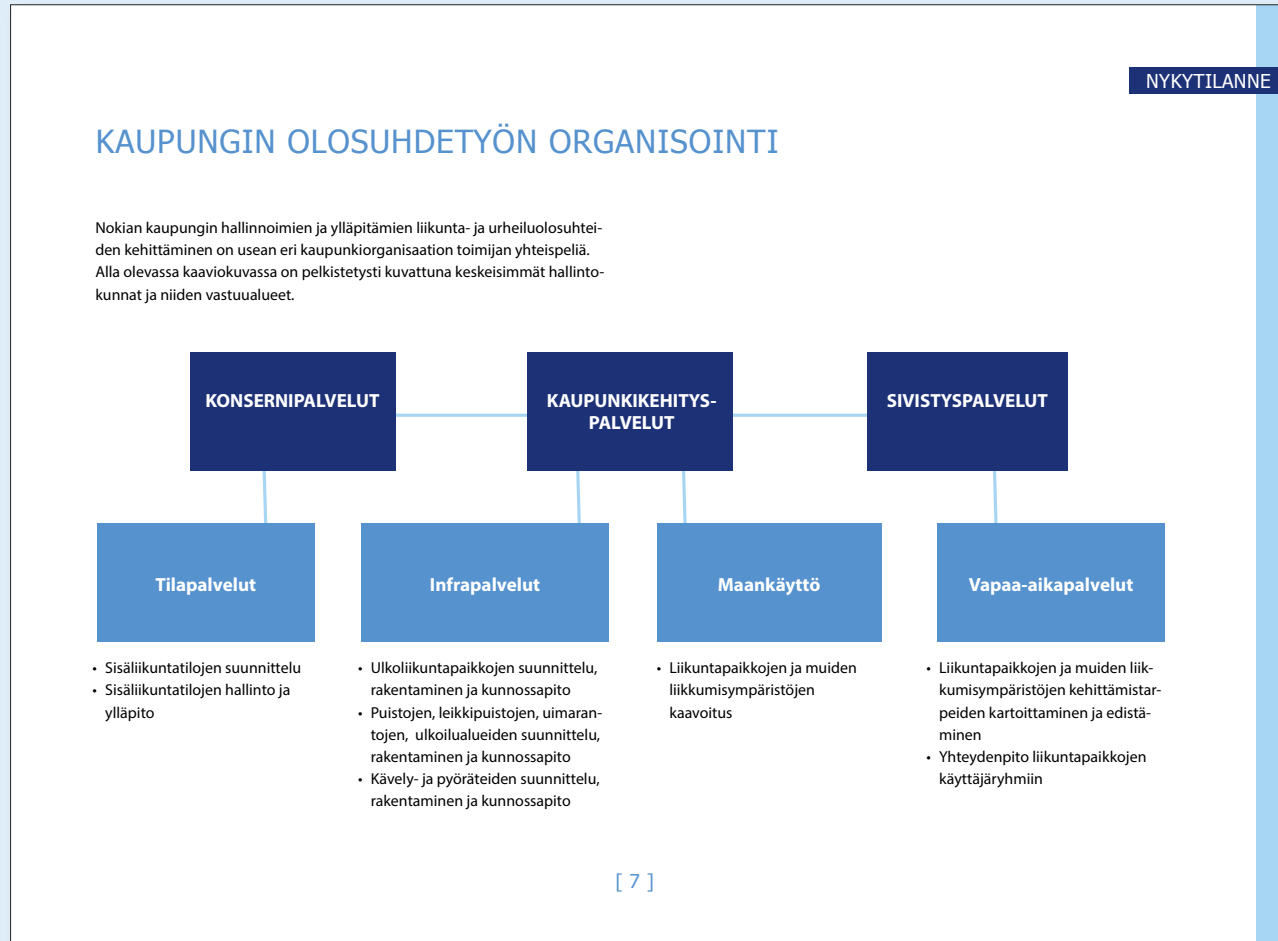 NYKYTILANNE
KAUPUNGIN OLOSUHDETYÖN ORGANISOINTI
Nokian kaupungin hallinnoimien ja ylläpitämien liikunta- ja urheiluolosuhtei-
den kehittäminen on usean eri kaupunkiorganisaation toimijan yhteispeliä.
Alla olevassa kaaviokuvassa on pelkistetysti kuvattuna keskeisimmät hallinto-
kunnat ja niiden vastuualueet.
KONSERNIPALVELUT
KAUPUNKIKEHITYS-
PALVELUT
SIVISTYSPALVELUT
Tilapalvelut
Infrapalvelut
Maankäyttö
Vapaa-aikapalvelut
• Sisäliikuntatilojen suunnittelu
• Sisäliikuntatilojen hallinto ja
ylläpito
• Ulkoliikuntapaikkojen suunnittelu,
rakentaminen ja kunnossapito
• Puistojen, leikkipuistojen, uimaran-
tojen, ulkoilualueiden suunnittelu,
rakentaminen ja kunnossapito
• Kävely- ja pyöräteiden suunnittelu,
rakentaminen ja kunnossapito
• Liikuntapaikkojen ja muiden
liikkumisympäristöjen
kaavoitus
• Liikuntapaikkojen ja muiden liik-
kumisympäristöjen kehittämistar-
peiden kartoittaminen ja edistä-
minen
• Yhteydenpito liikuntapaikkojen
käyttäjäryhmiin
[ 7 ]